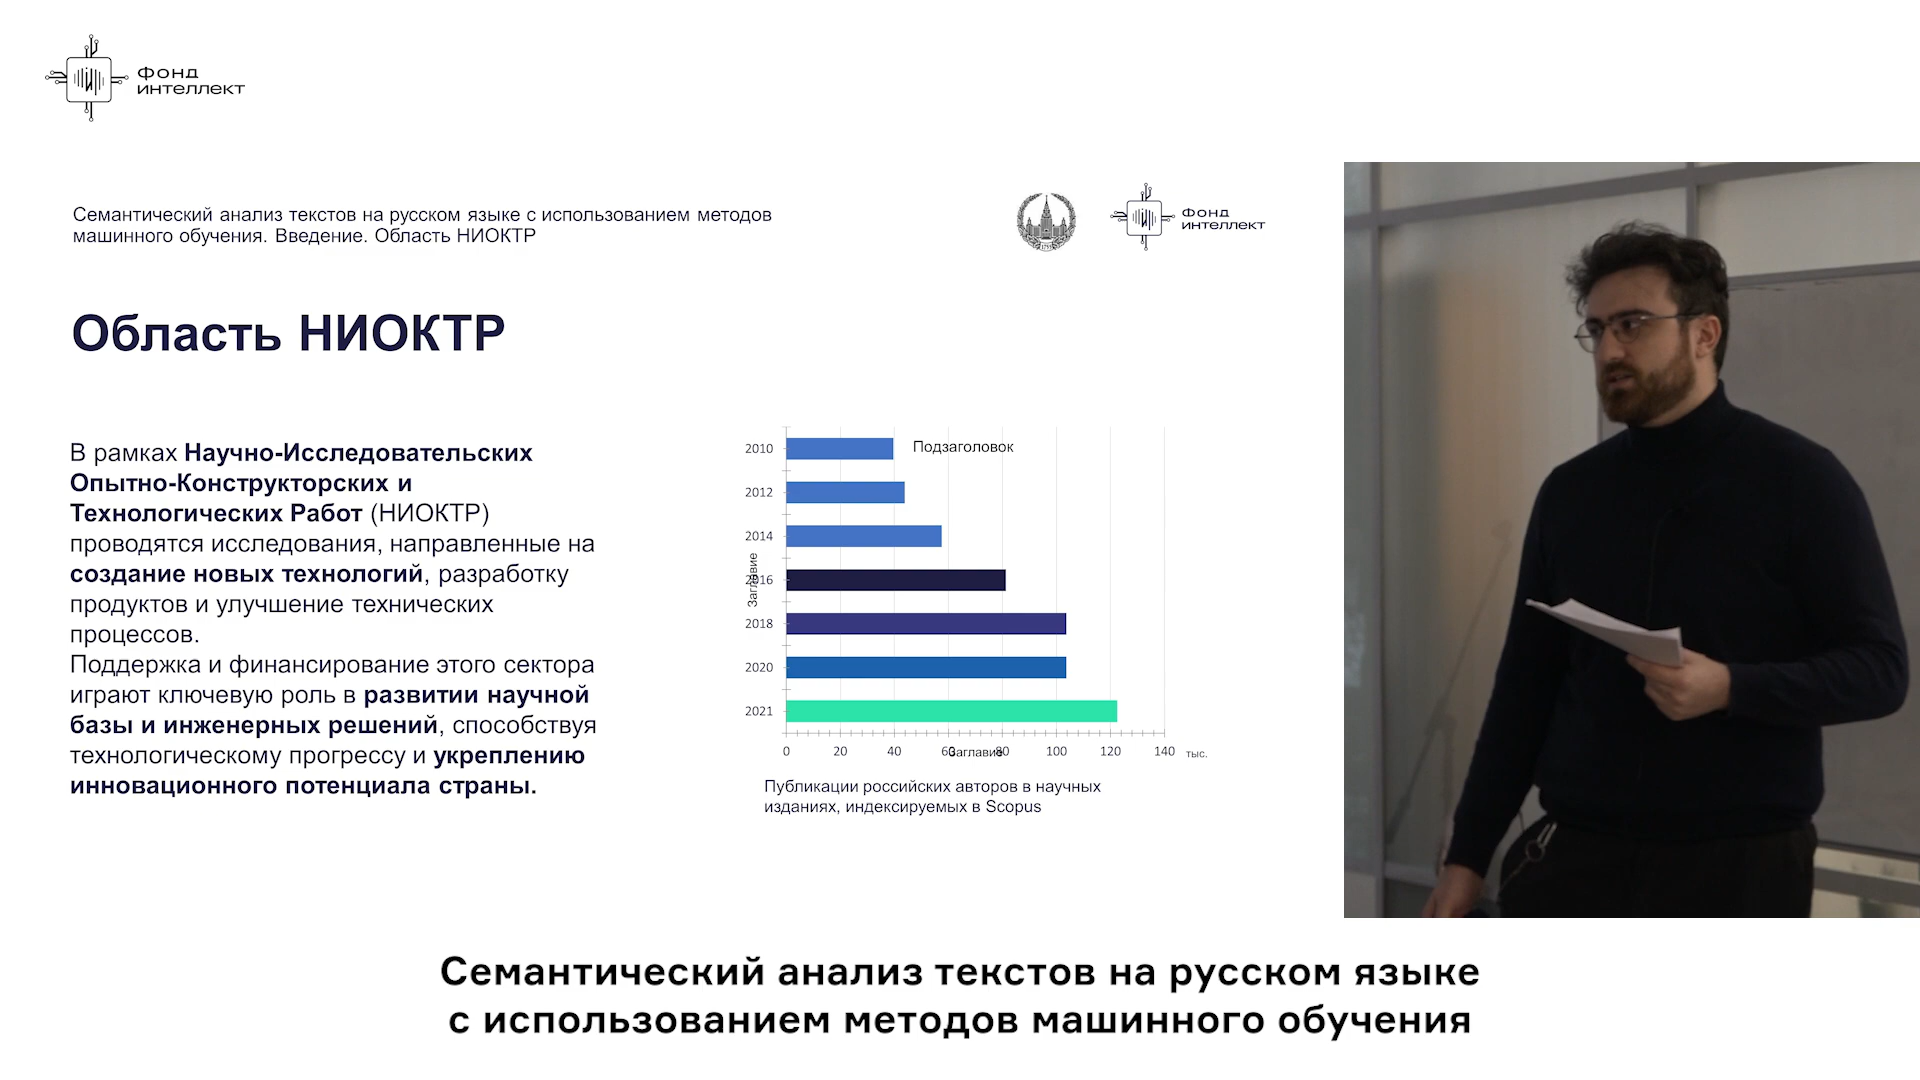 Фонд
интеллект
Семантический анализ текстов на русском языке с использованием методов
машинного обучения. Введение. Область НИОКТР
1755
Фонд
интеллект
Область НИОКТР
В рамках Научно-Исследовательских
Опытно-Конструкторских и
Технологических Работ (НИОКТР)
проводятся исследования, направленные на
создание новых технологий, разработку
продуктов и улучшение технических
процессов.
Поддержка и финансирование этого сектора
играют ключевую роль в развитии научной
базы и инженерных решений, способствуя
технологическому прогрессу и укреплению
инновационного потенциала страны.
Подзаголовок
Заглавие
2010
2012
2014
2016
2018
2020
2021
0 20 40 60 80 100 120 140 тыс.
Заглавие
Публикации российских авторов в научных
изданиях, индексируемых в Scopus
Семантический анализ текстов на русском языке
с использованием методов машинного обучения